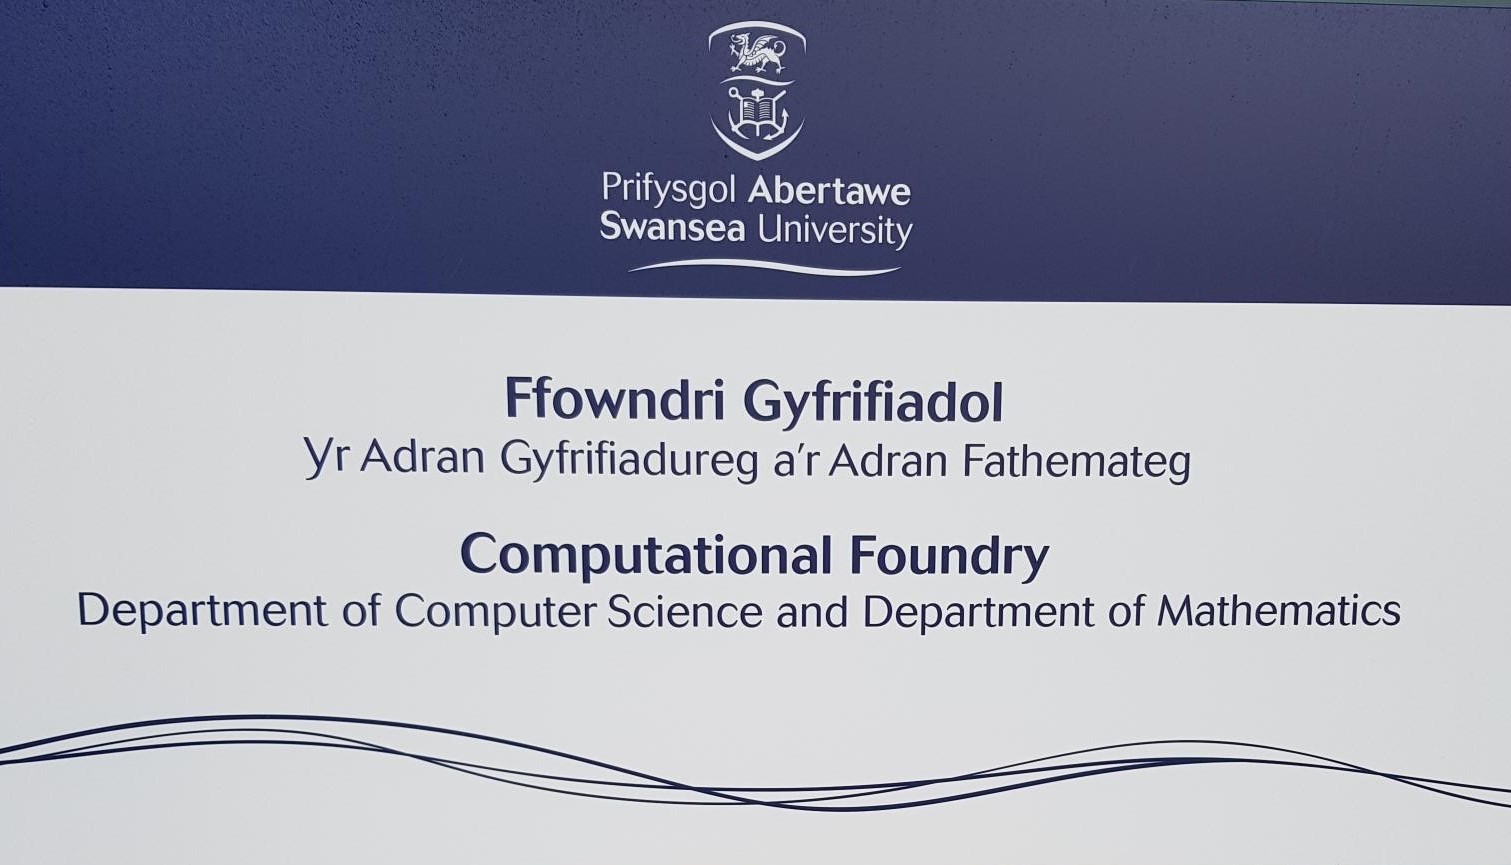 Prifysgol Abertawe
Swansea University
Ffowndri Gyfrifiadol
Yr Adran Gyfrifiadureg a'r Adran Fathemateg
Computational Foundry
Department of Computer Science and Department of Mathematics